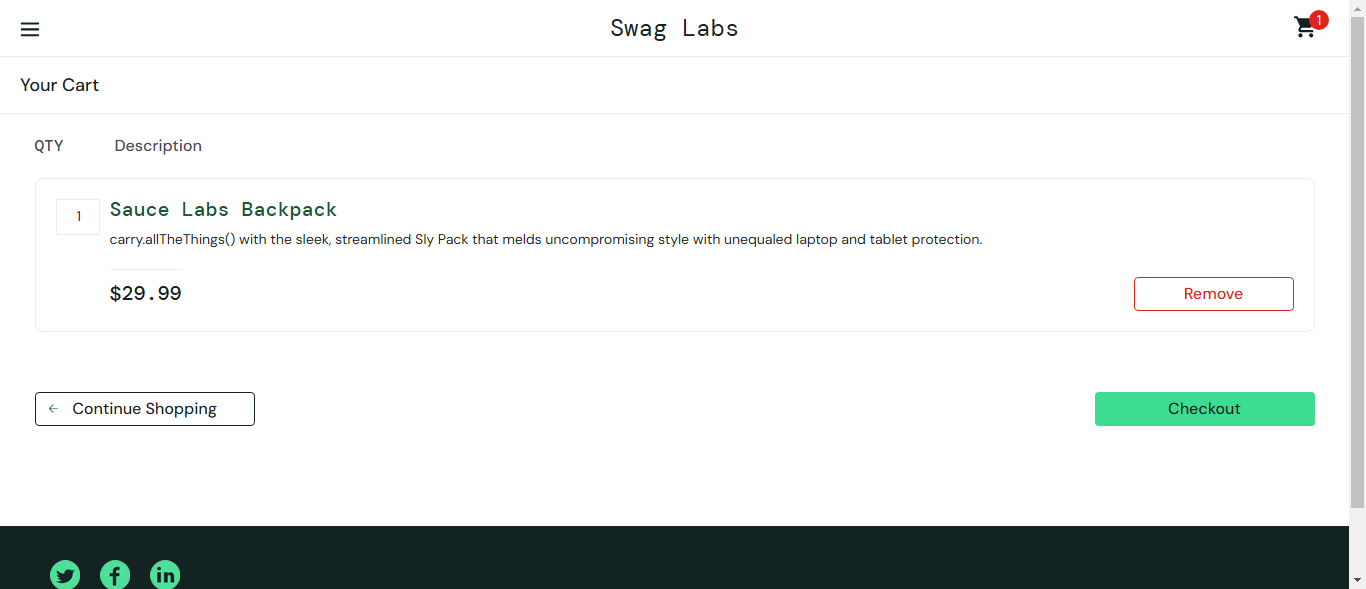 Swag Labs
1
Your Cart
QTY Description
1
Sauce Labs Backpack
carry.allTheThings() with the sleek, streamlined Sly Pack that melds uncompromising style with unequaled laptop and tablet protection.
$29.99
Remove
Continue Shopping
Checkout